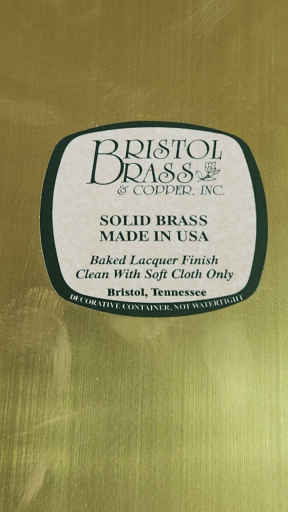 BRISTOL
BRASS
& COPPER, INC.
SOLID BRASS
MADE IN USA
Baked Lacquer Finish
Clean With Soft Cloth Only
Bristol, Tennessee
DECORATIVE CONTAINER, NOT WATERTIGHT